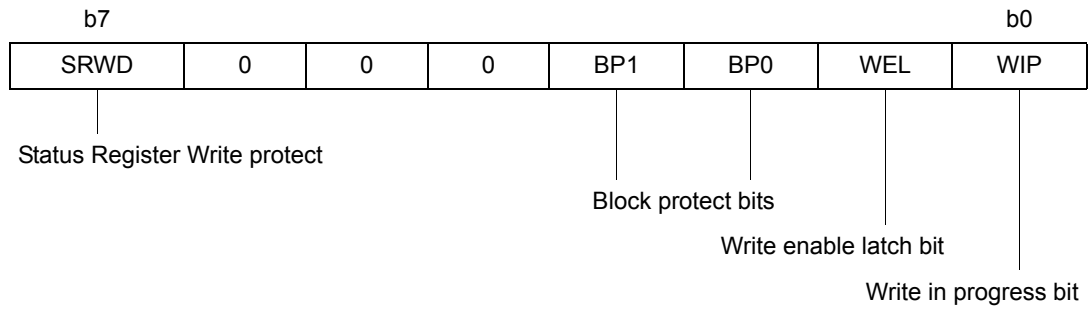 b7 b0
SRWD 0 0 0 BP1 BP0 WEL WIP
Status Register Write protect
Block protect bits
Write enable latch bit
Write in progress bit